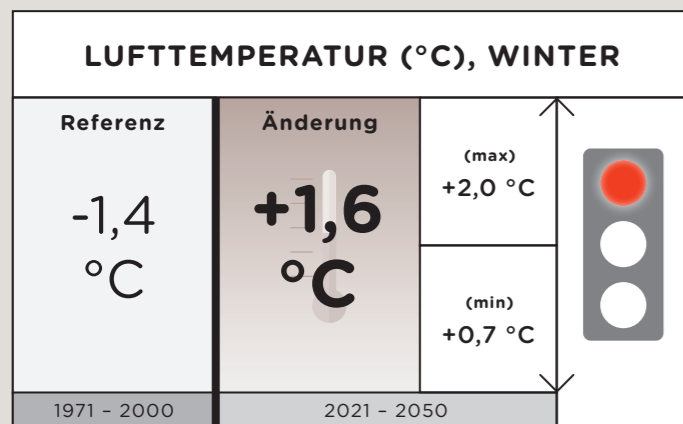 LUFTTEMPERATUR (°C), WINTER
Referenz
-1,4
°C
Änderung
+1,6
°C
(max)
+2,0 °C
(min)
+0,7 °C
1971 – 2000
2021 – 2050